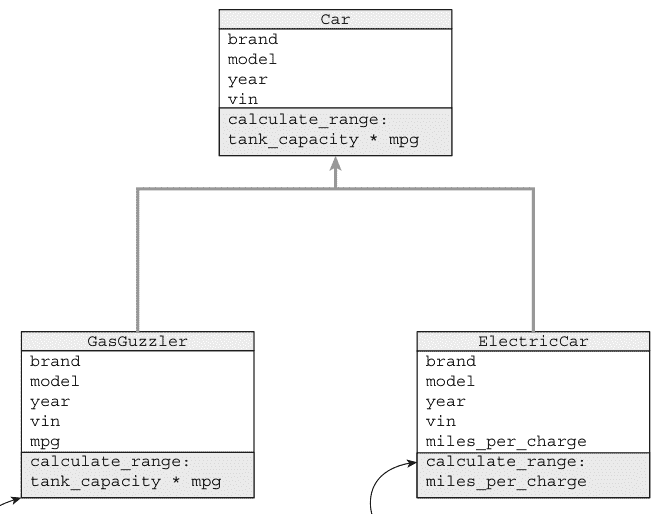 Car
brand
model
year
vin
calculate_range:
tank_capacity * mpg
GasGuzzler
brand
model
year
vin
mpg
calculate_range:
tank_capacity * mpg
ElectricCar
brand
model
year
vin
miles_per_charge
calculate_range:
miles_per_charge